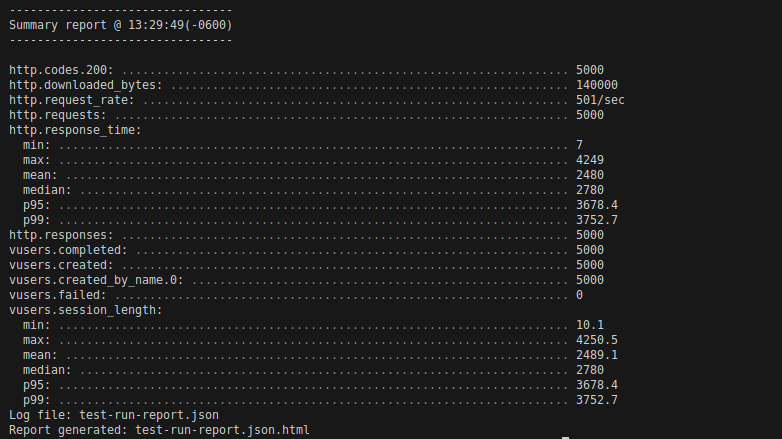 --------------------------------
Summary report @ 13:29:49(-0600)
--------------------------------
http.codes.200: ................................................................ 5000
http.downloaded_bytes: ......................................................... 140000
http.request_rate: ............................................................. 501/sec
http.requests: ................................................................. 5000
http.response_time:
  min: ......................................................................... 7
  max: ......................................................................... 4249
  mean: ........................................................................ 2480
  median: ...................................................................... 2780
  p95: ......................................................................... 3678.4
  p99: ......................................................................... 3752.7
http.responses: ................................................................ 5000
vusers.completed: .............................................................. 5000
vusers.created: ................................................................ 5000
vusers.created_by_name.0: ...................................................... 5000
vusers.failed: ................................................................. 0
vusers.session_length:
  min: ......................................................................... 10.1
  max: ......................................................................... 4250.5
  mean: ........................................................................ 2489.1
  median: ...................................................................... 2780
  p95: ......................................................................... 3678.4
  p99: ......................................................................... 3752.7
Log file: test-run-report.json
Report generated: test-run-report.json.html